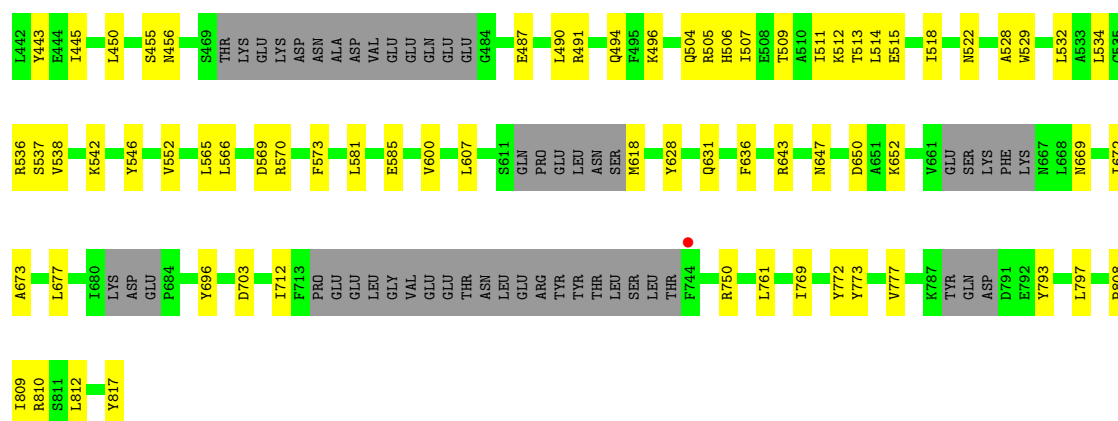 L442 Y443 E444 I445 L450 S455 N456 S469 THR LYS GLU LYS ASP ASN ALA ASP VAL GLU GLU GLN GLU GLU G484 E487 L490 R491 Q494 F495 K496 Q504 R505 H506 I507 E508 T509 A510 I511 K512 T513 L514 E515 I518 N522 A528 W529 L532 A533 L534 C535
R536 S537 V538 K542 Y546 V552 L565 L566 D569 R570 F573 L581 E585 V600 L607 S611 GLN PRO GLU LEU ASN SER M618 Y628 Q631 F636 R643 N647 D650 A651 K652 V661 GLU SER LYS PHE LYS N667 L668 N669 I672
A673 L677 I680 LYS ASP GLU P684 Y696 D703 I712 F713 PRO GLU GLU LEU GLY VAL GLU GLU THR ASN LEU GLU ARG TYR TYR THR LEU SER LEU THR F744 R750 L761 I769 Y772 Y773 V777 K787 TYR GLN ASP D791 E792 Y793 L797
I809 R810 S811 L812 Y817